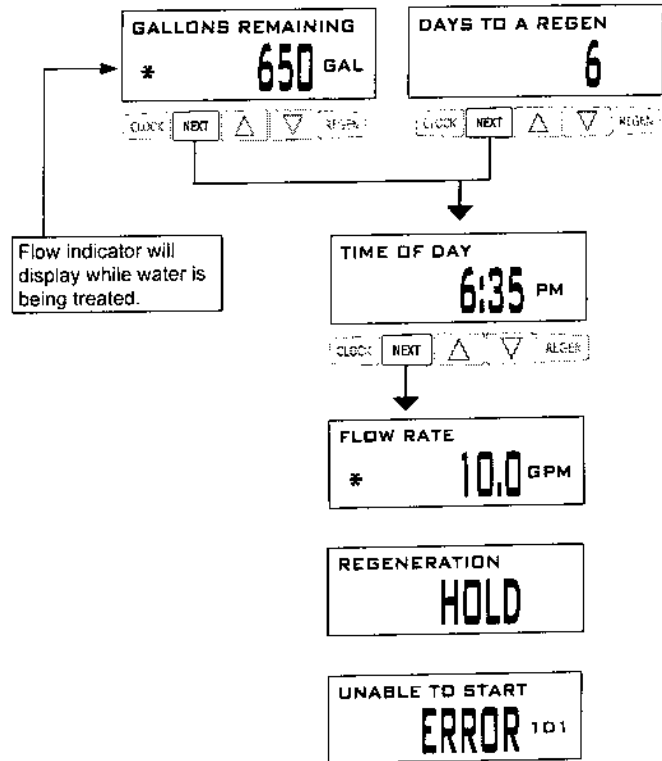 GALLONS REMAINING
* 650 GAL
CLOCK NEXT △ ▽ REGEN
DAYS TO A REGEN
6
CLOCK NEXT △ ▽ REGEN
Flow indicator will
display while water is
being treated.
TIME OF DAY
6:35 PM
CLOCK NEXT △ ▽ REGEN
FLOW RATE
* 10.0 GPM
REGENERATION
HOLD
UNABLE TO START
ERROR 101